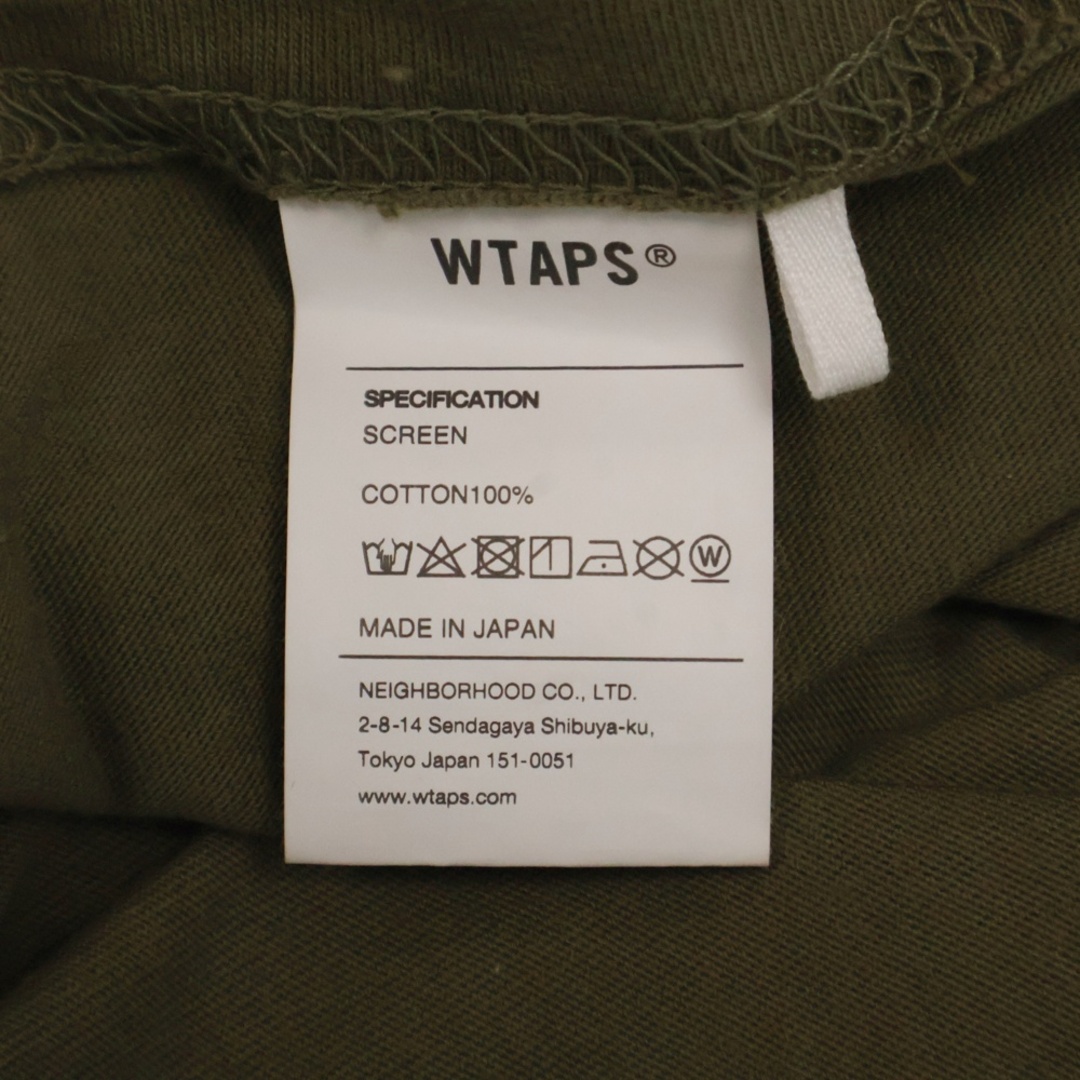 WTAPS®
SPECIFICATION
SCREEN
COTTON100%
W
MADE IN JAPAN
NEIGHBORHOOD CO., LTD.
2-8-14 Sendagaya Shibuya-ku,
Tokyo Japan 151-0051
www.wtaps.com